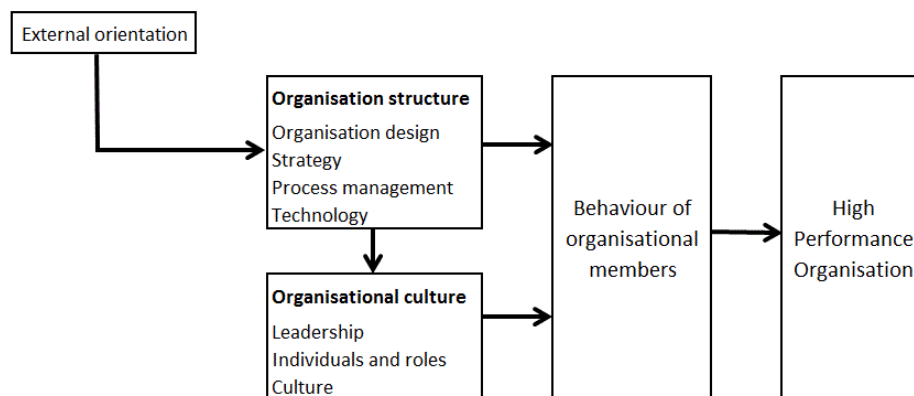 External orientation
Organisation structure
Organisation design
Strategy
Process management
Technology
Organisational culture
Leadership
Individuals and roles
Culture
Behaviour of
organisational
members
High
Performance
Organisation